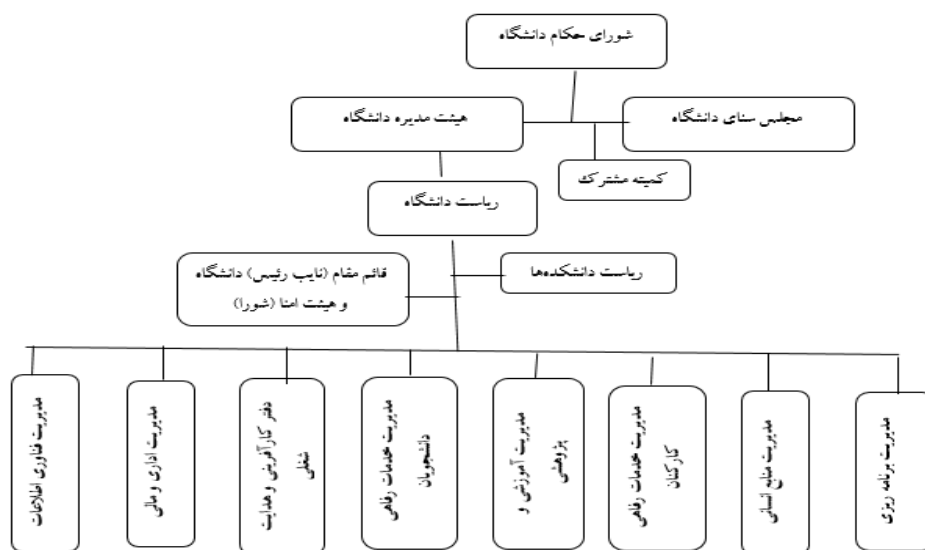 شورای حکام دانشگاه
مجلس سنای دانشگاه
هیئت مدیره دانشگاه
کمیته مشترک
ریاست دانشگاه
ریاست دانشکده‌ها
قائم مقام (نایب رئیس) دانشگاه
و هیئت امنا (شورا)
مدیریت برنامه ریزی
مدیریت منابع انسانی
مدیریت خدمات رفاهی
کارکنان
مدیریت آموزشی و
پژوهشی
مدیریت خدمات رفاهی
دانشجویان
دفتر کارآفرینی و هدایت
شغلی
مدیریت اداری و مالی
مدیریت فناوری اطلاعات